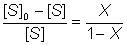 [S]₀ − [S] / [S] = X / 1 − X